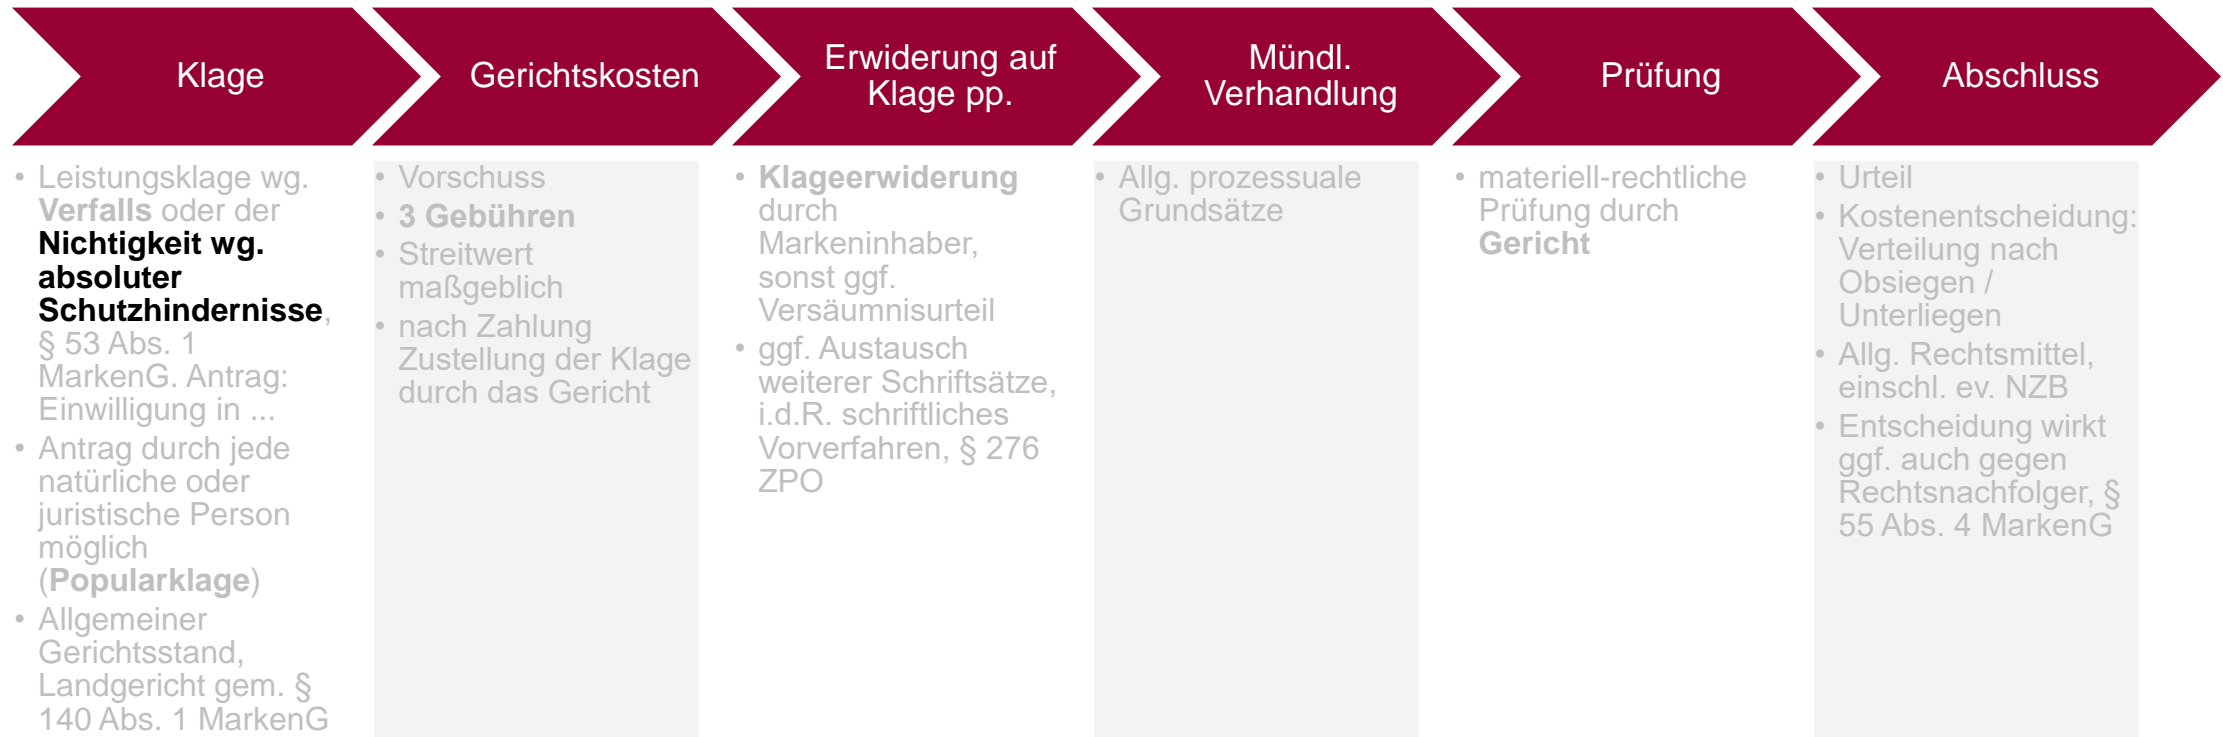 Klage
Gerichtskosten
Erwiderung auf
Klage pp.
Mündl.
Verhandlung
Prüfung
Abschluss
• Leistungsklage wg.
Verfalls oder der
Nichtigkeit wg.
absoluter
Schutzhindernisse,
§ 53 Abs. 1
MarkenG. Antrag:
Einwilligung in ...
• Antrag durch jede
natürliche oder
juristische Person
möglich
(Popularklage)
• Allgemeiner
Gerichtsstand,
Landgericht gem. §
140 Abs. 1 MarkenG
• Vorschuss
• 3 Gebühren
• Streitwert
maßgeblich
• nach Zahlung
Zustellung der Klage
durch das Gericht
• Klageerwiderung
durch
Markeninhaber,
sonst ggf.
Versäumnisurteil
• ggf. Austausch
weiterer Schriftsätze,
i.d.R. schriftliches
Vorverfahren, § 276
ZPO
• Allg. prozessuale
Grundsätze
• materiell-rechtliche
Prüfung durch
Gericht
• Urteil
• Kostenentscheidung:
Verteilung nach
Obsiegen /
Unterliegen
• Allg. Rechtsmittel,
einschl. ev. NZB
• Entscheidung wirkt
ggf. auch gegen
Rechtsnachfolger, §
55 Abs. 4 MarkenG